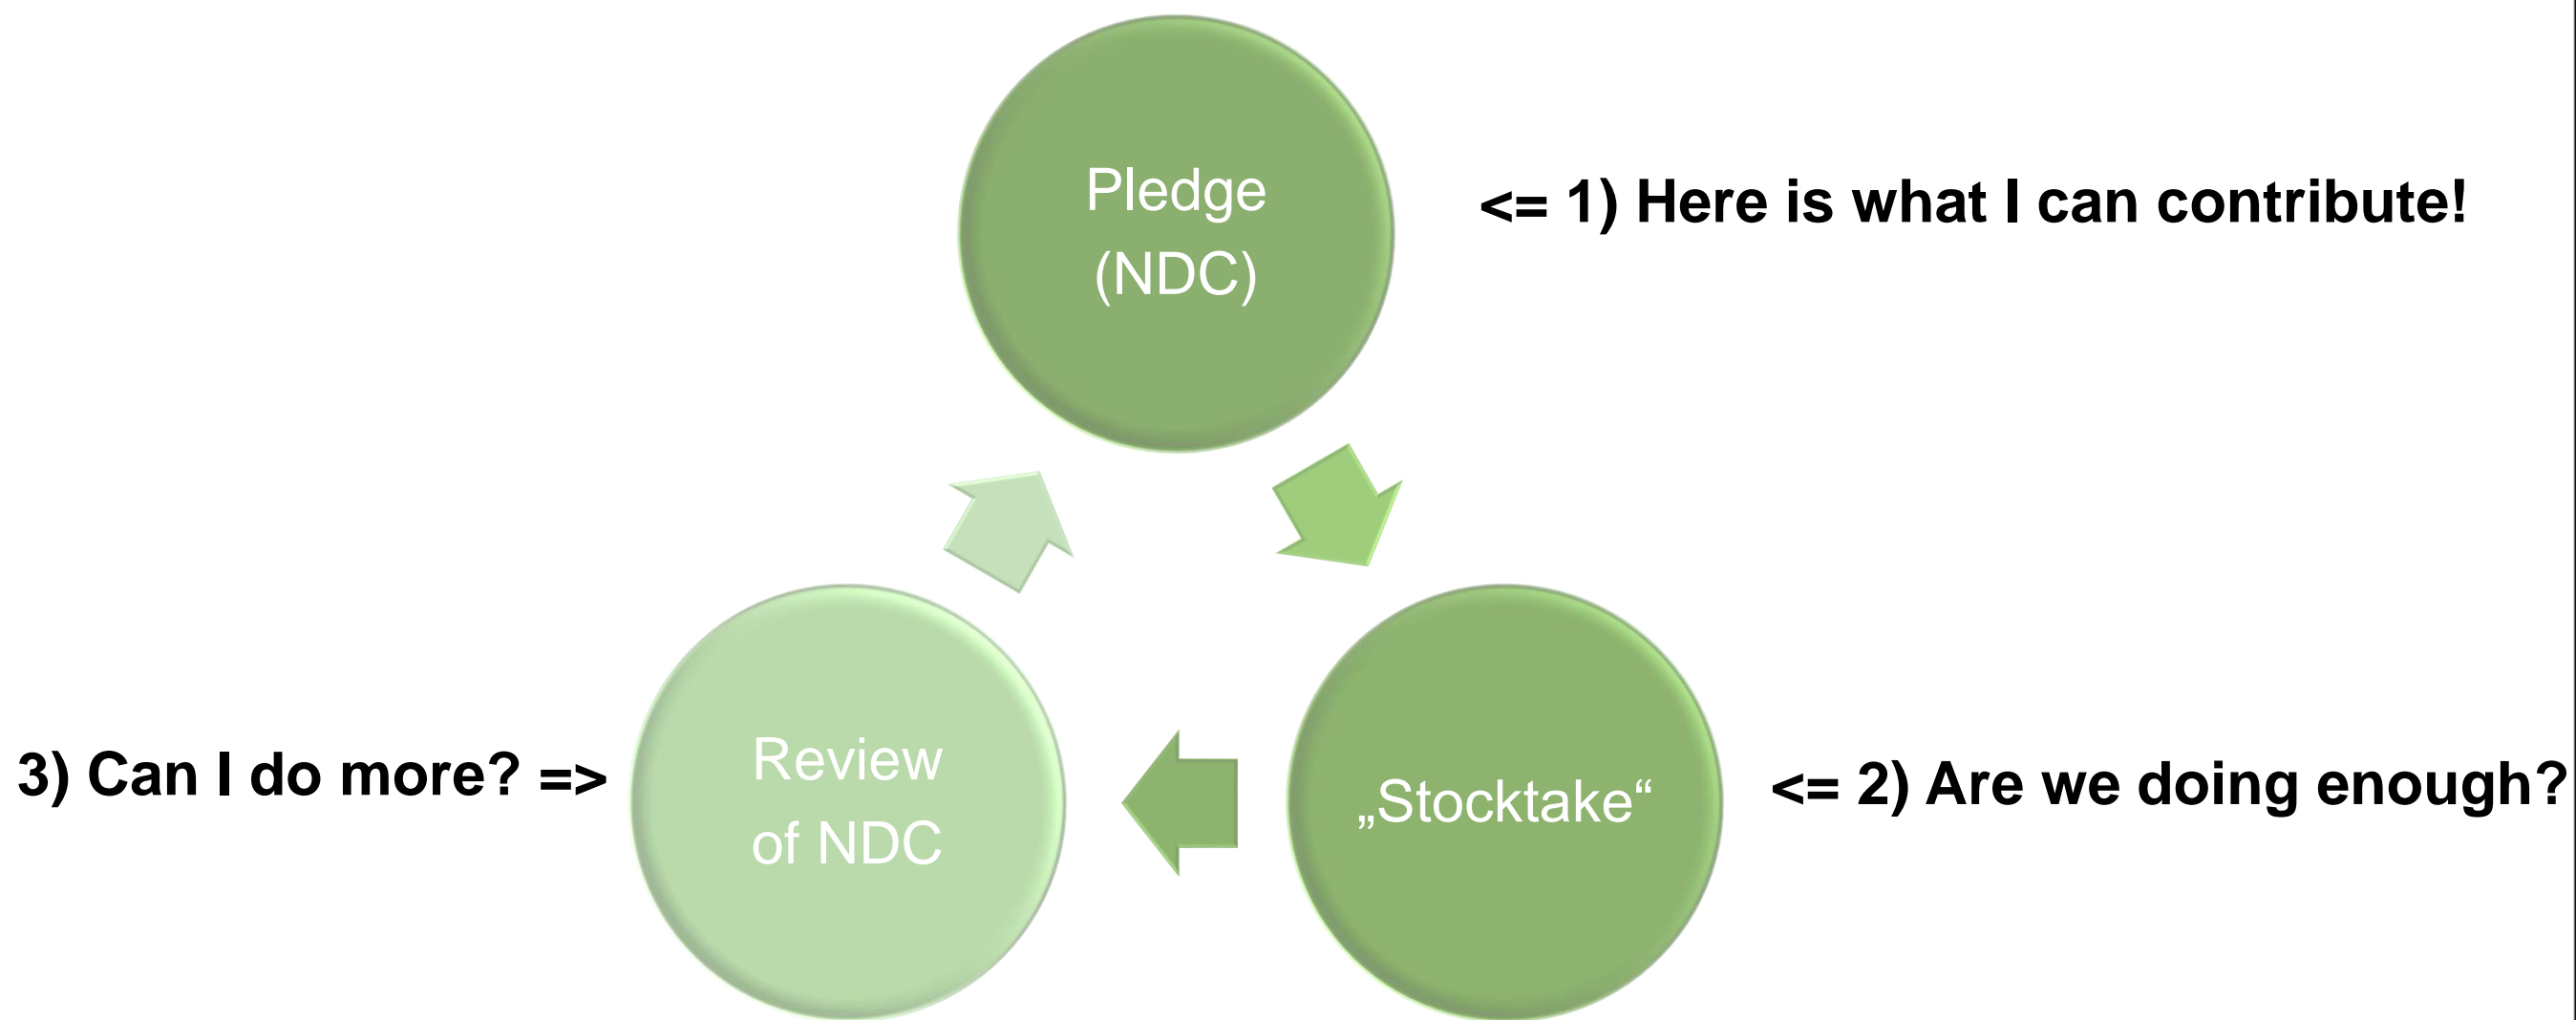 Pledge
(NDC)
<= 1) Here is what I can contribute!
„Stocktake“
<= 2) Are we doing enough?
Review
of NDC
3) Can I do more? =>